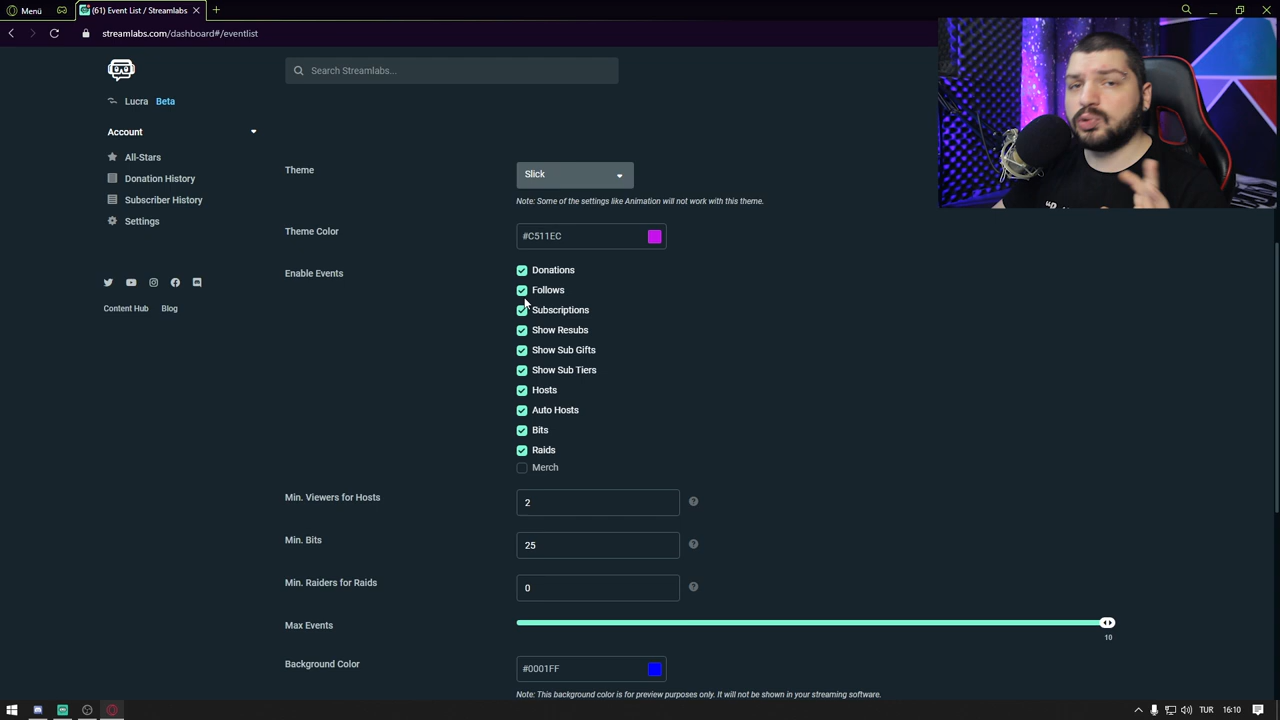 Menü
(61) Event List / Streamlabs
streamlabs.com/dashboard#/eventlist
Search Streamlabs...
Lucra Beta
Account
All-Stars
Donation History
Subscriber History
Settings
Content Hub Blog
Theme
Slick
Note: Some of the settings like Animation will not work with this theme.
Theme Color
#C511EC
Enable Events
Donations
Follows
Subscriptions
Show Resubs
Show Sub Gifts
Show Sub Tiers
Hosts
Auto Hosts
Bits
Raids
Merch
Min. Viewers for Hosts
2
Min. Bits
25
Min. Raiders for Raids
0
Max Events
10
Background Color
#0001FF
Note: This background color is for preview purposes only. It will not be shown in your streaming software.
TUR 16:10